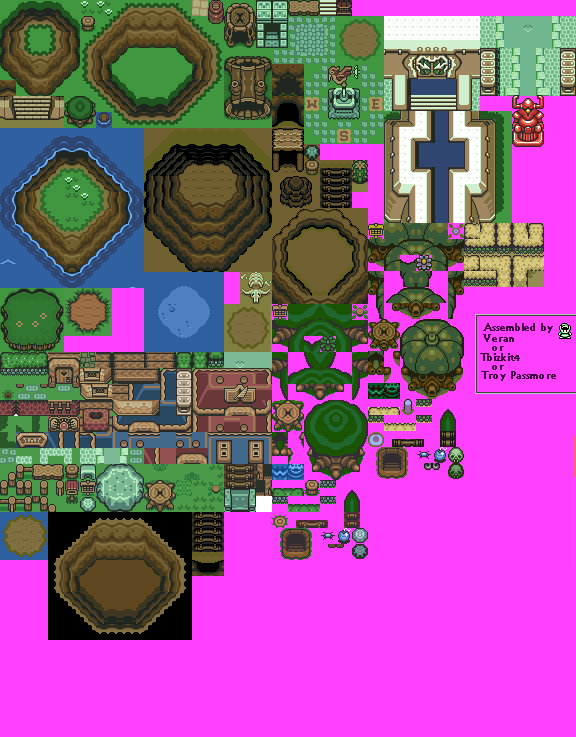 W E
S
Assembled by
Veran
or
Tbizkit4
or
Troy Passmore